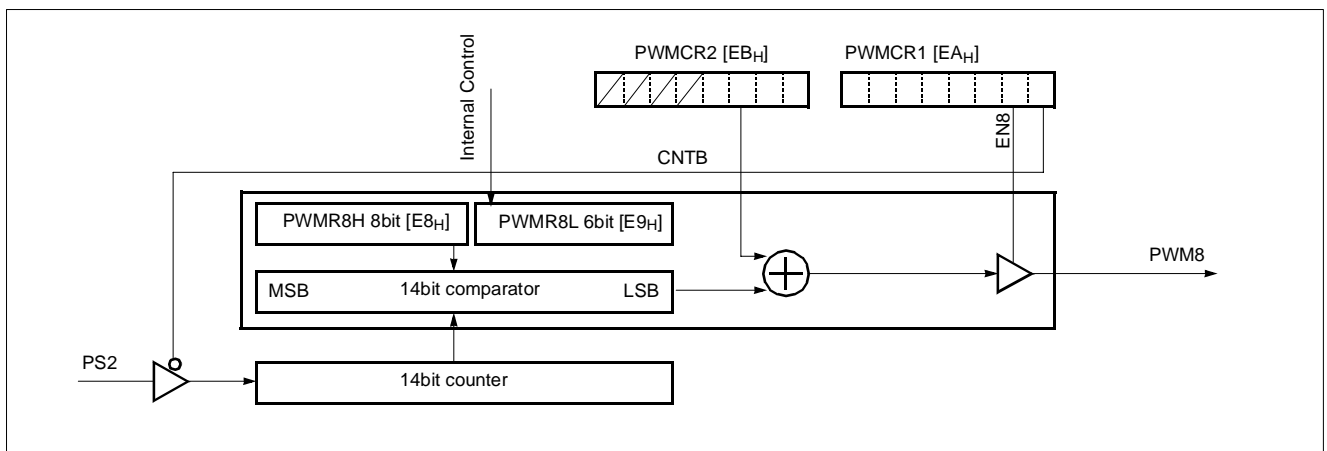 PWMCR2 [EBH]
PWMCR1 [EAH]
Internal Control
EN8
CNTB
PWMR8H 8bit [E8H]
PWMR8L 6bit [E9H]
PWM8
MSB
14bit comparator
LSB
PS2
14bit counter